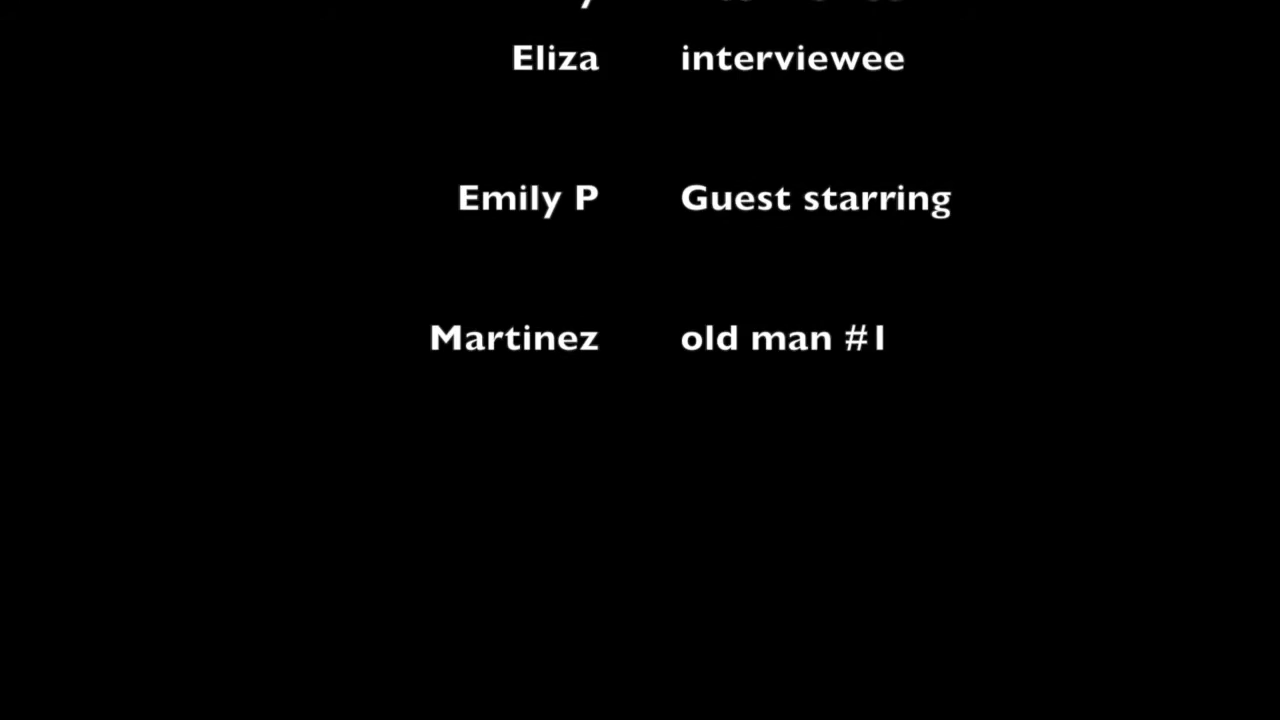 Eliza interviewee
Emily P Guest starring
Martinez old man #1